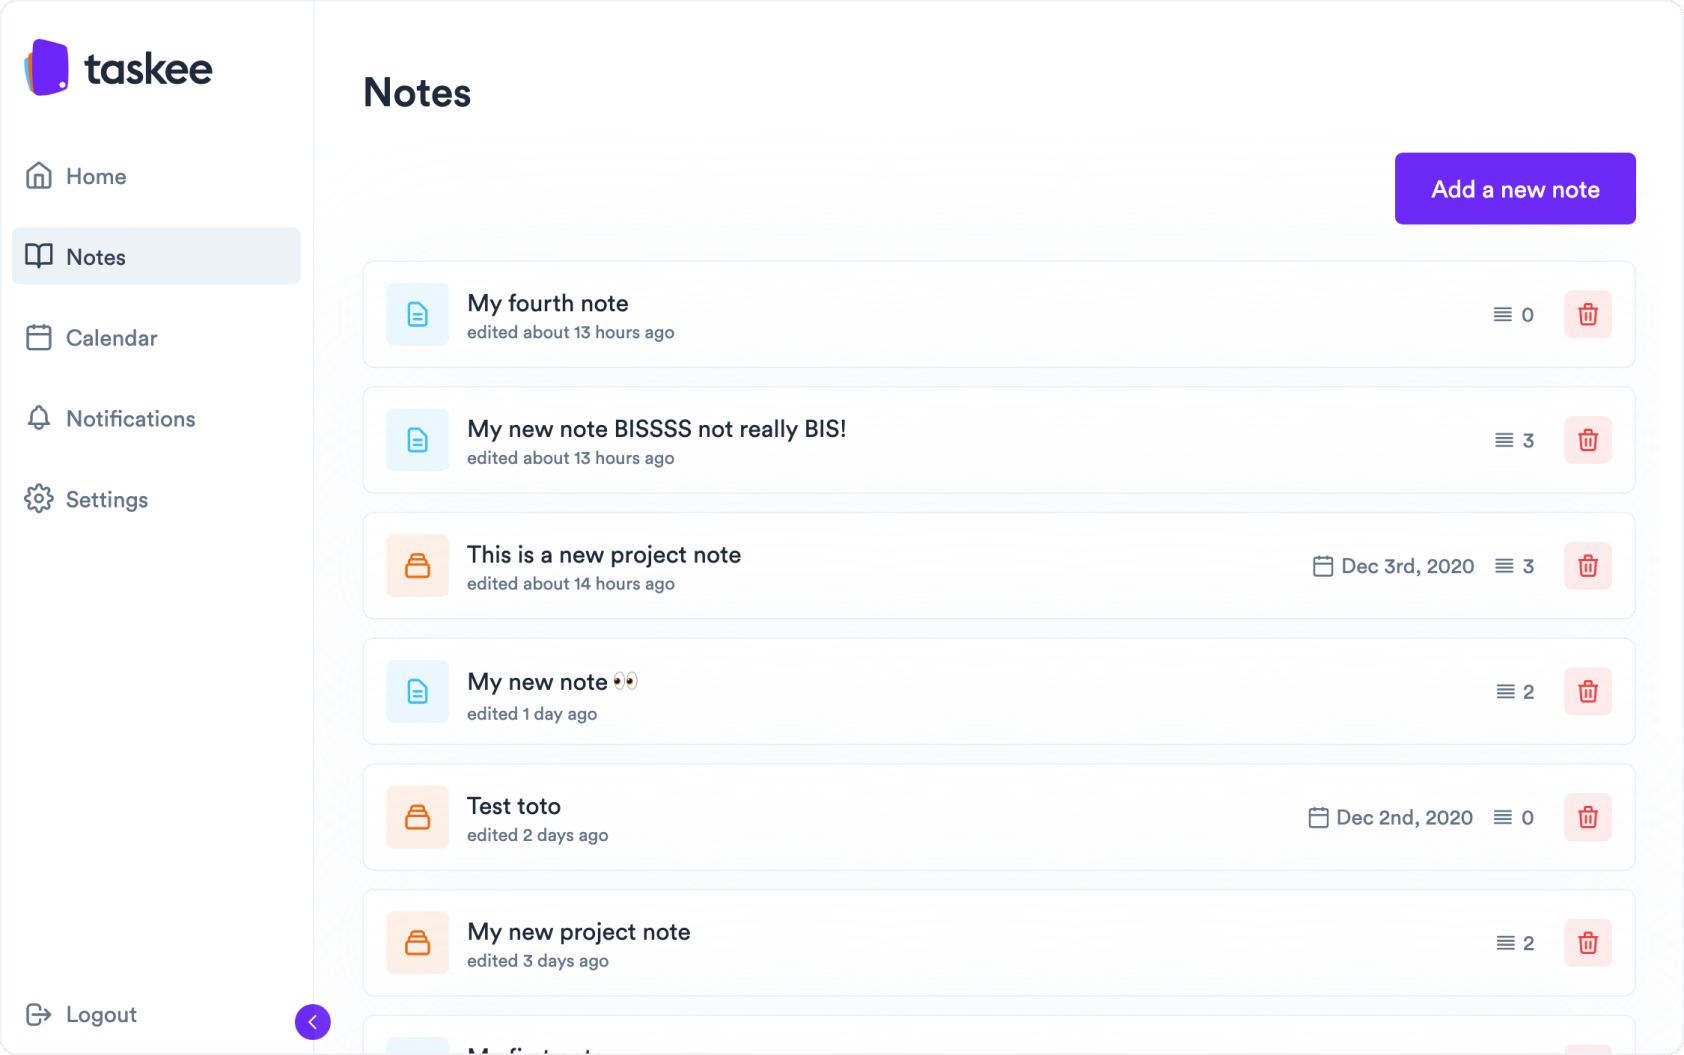 taskee
Home
Notes
Calendar
Notifications
Settings
Logout
Notes
Add a new note
My fourth note
edited about 13 hours ago
0
My new note BISSSS not really BIS!
edited about 13 hours ago
3
This is a new project note
edited about 14 hours ago
Dec 3rd, 2020 3
My new note 👀
edited 1 day ago
2
Test toto
edited 2 days ago
Dec 2nd, 2020 0
My new project note
edited 3 days ago
2